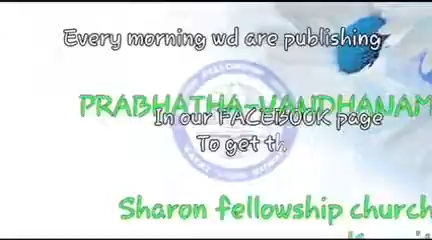 Every morning wd are publishing
PRABHATHA-VANDHANAM
In our FACEBOOK page
To get th
Sharon fellowship church